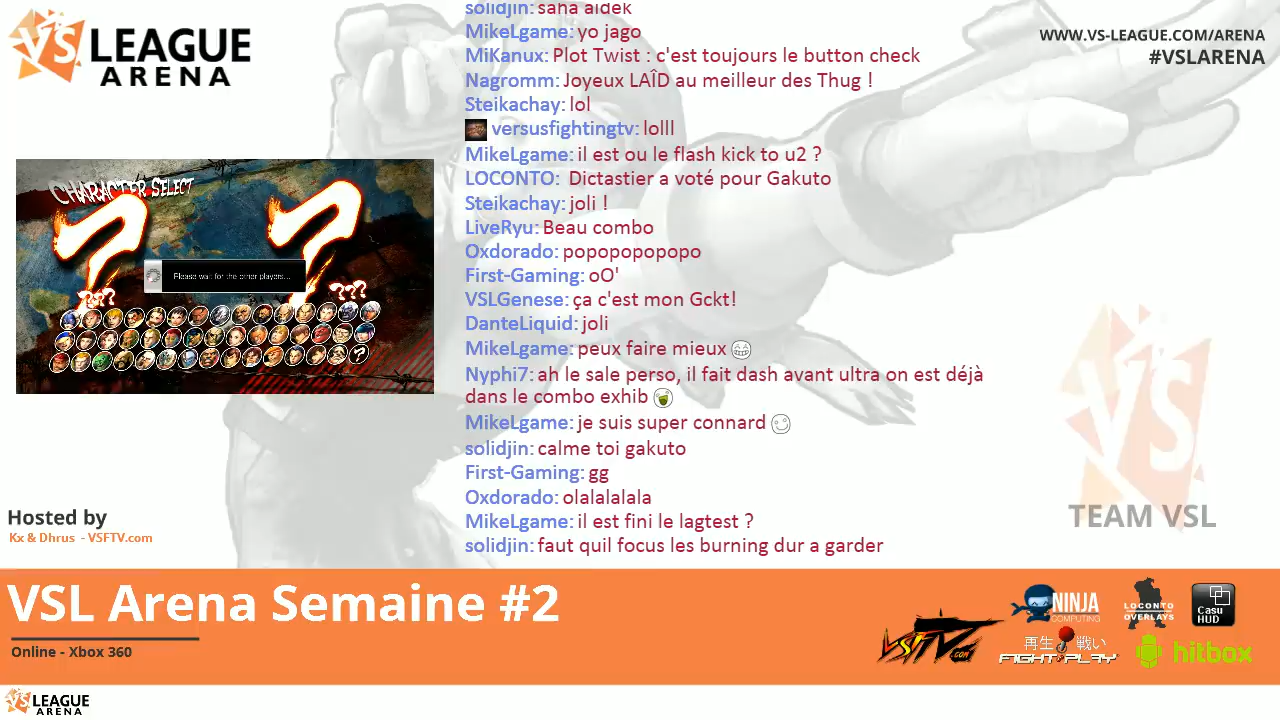 VS LEAGUE
ARENA
solidjin: saha aidek
MikeLgame: yo jago
MiKanux: Plot Twist : c'est toujours le button check
Nagromm: Joyeux LAÎD au meilleur des Thug !
Steikachay: lol
versusfightingtv: lolll
MikeLgame: il est ou le flash kick to u2 ?
LOCONTO: Dictastier a voté pour Gakuto
Steikachay: joli !
LiveRyu: Beau combo
Oxdorado: popopopopopo
First-Gaming: oO'
VSLGenese: ça c'est mon Gckt!
DanteLiquid: joli
MikeLgame: peux faire mieux
Nyphi7: ah le sale perso, il fait dash avant ultra on est déjà
dans le combo exhib
MikeLgame: je suis super connard
solidjin: calme toi gakuto
First-Gaming: gg
Oxdorado: olalalalala
MikeLgame: il est fini le lagtest ?
solidjin: faut quil focus les burning dur a garder
WWW.VS-LEAGUE.COM/ARENA
#VSLARENA
CHARACTER SELECT
? ?
Please wait for the other players...
??? ???
?
VS
TEAM VSL
Hosted by
Kx & Dhrus - VSFTV.com
VSL Arena Semaine #2
Online - Xbox 360
VSFTV.com
NINJA
COMPUTING
LOCONTO
OVERLAYS
Casu
HUD
再生 戦い
FIGHT PLAY
hitbox
VS LEAGUE
ARENA